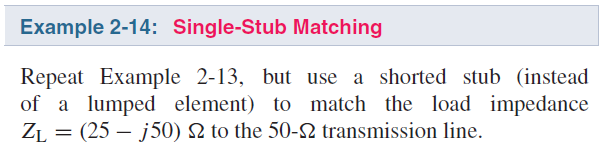 Example 2-14: Single-Stub Matching
Repeat Example 2-13, but use a shorted stub (instead
of a lumped element) to match the load impedance
Z_L = (25 − j50) Ω to the 50-Ω transmission line.